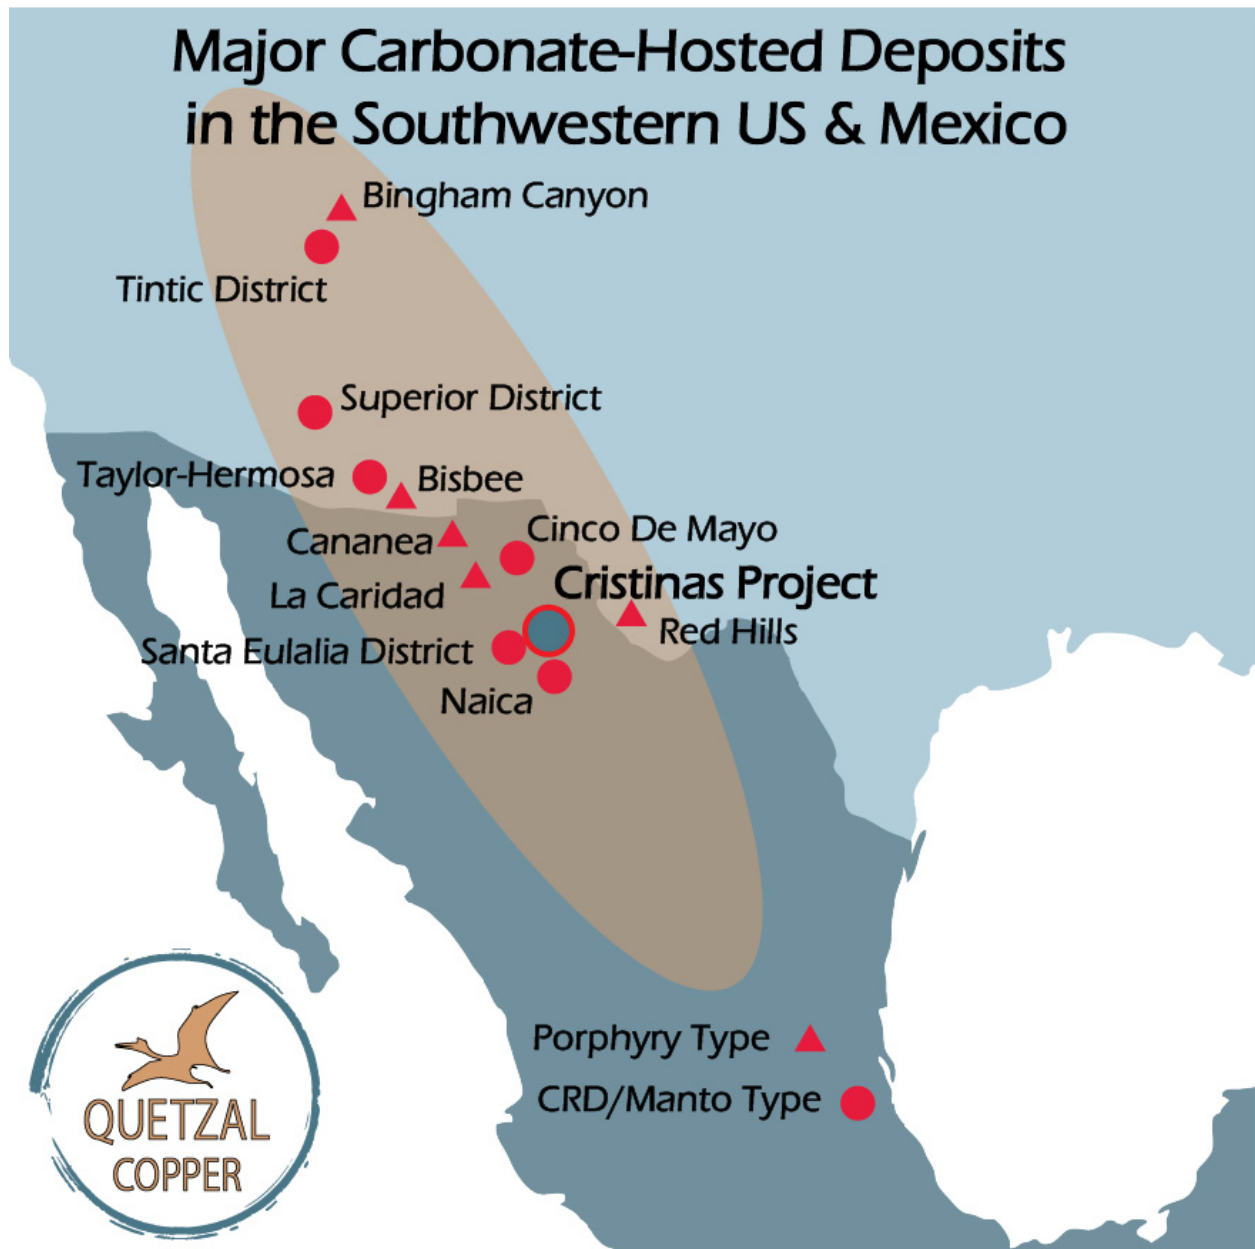 Major Carbonate-Hosted Deposits
in the Southwestern US & Mexico
Bingham Canyon
Tintic District
Superior District
Taylor-Hermosa
Bisbee
Cananea
Cinco De Mayo
La Caridad
Cristinas Project
Red Hills
Santa Eulalia District
Naica
Porphyry Type
CRD/Manto Type
QUETZAL
COPPER